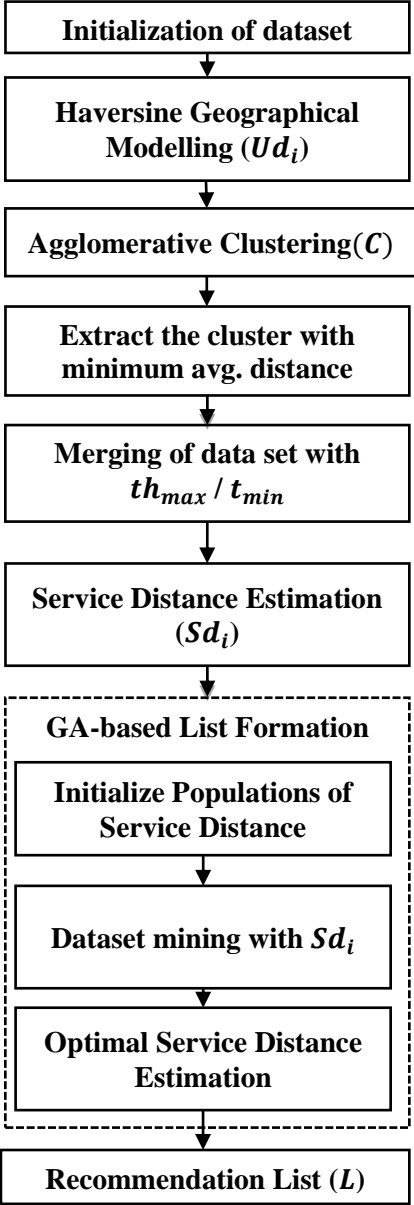 Initialization of dataset
Haversine Geographical
Modelling (Ud_i)
Agglomerative Clustering(C)
Extract the cluster with
minimum avg. distance
Merging of data set with
th_max / t_min
Service Distance Estimation
(Sd_i)
GA-based List Formation
Initialize Populations of
Service Distance
Dataset mining with Sd_i
Optimal Service Distance
Estimation
Recommendation List (L)